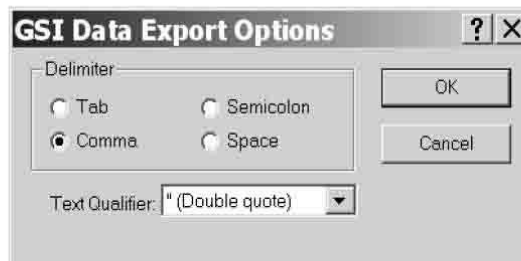 GSI Data Export Options
Delimiter
Tab
Semicolon
Comma
Space
OK
Cancel
Text Qualifier: " (Double quote)